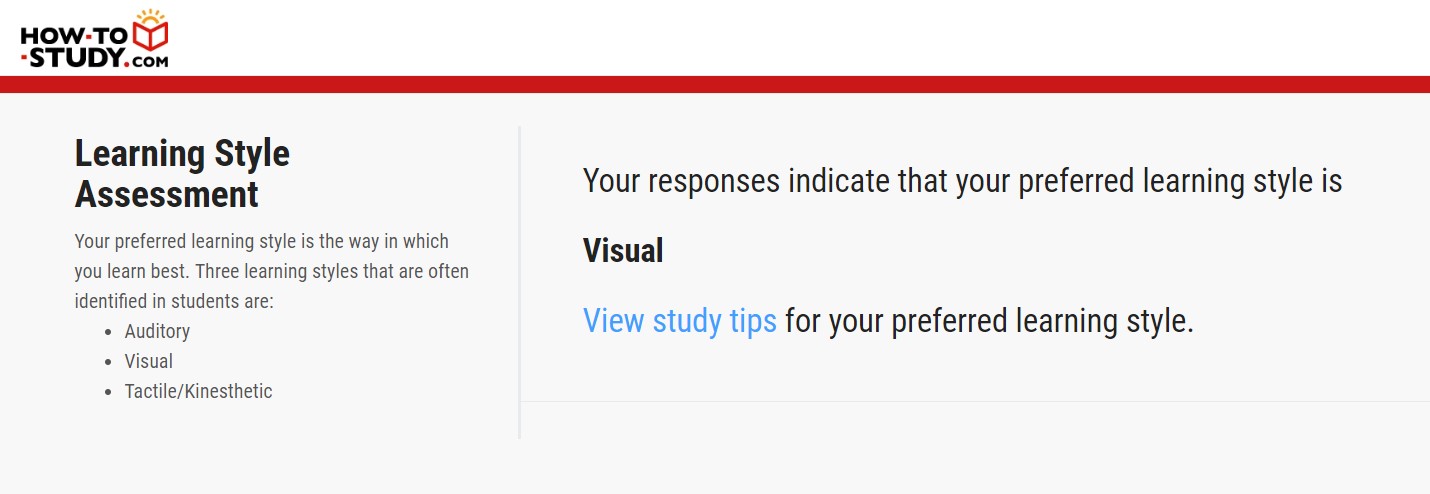 HOW-TO
-STUDY.COM
Learning Style
Assessment
Your preferred learning style is the way in which
you learn best. Three learning styles that are often
identified in students are:
• Auditory
• Visual
• Tactile/Kinesthetic
Your responses indicate that your preferred learning style is
Visual
View study tips for your preferred learning style.